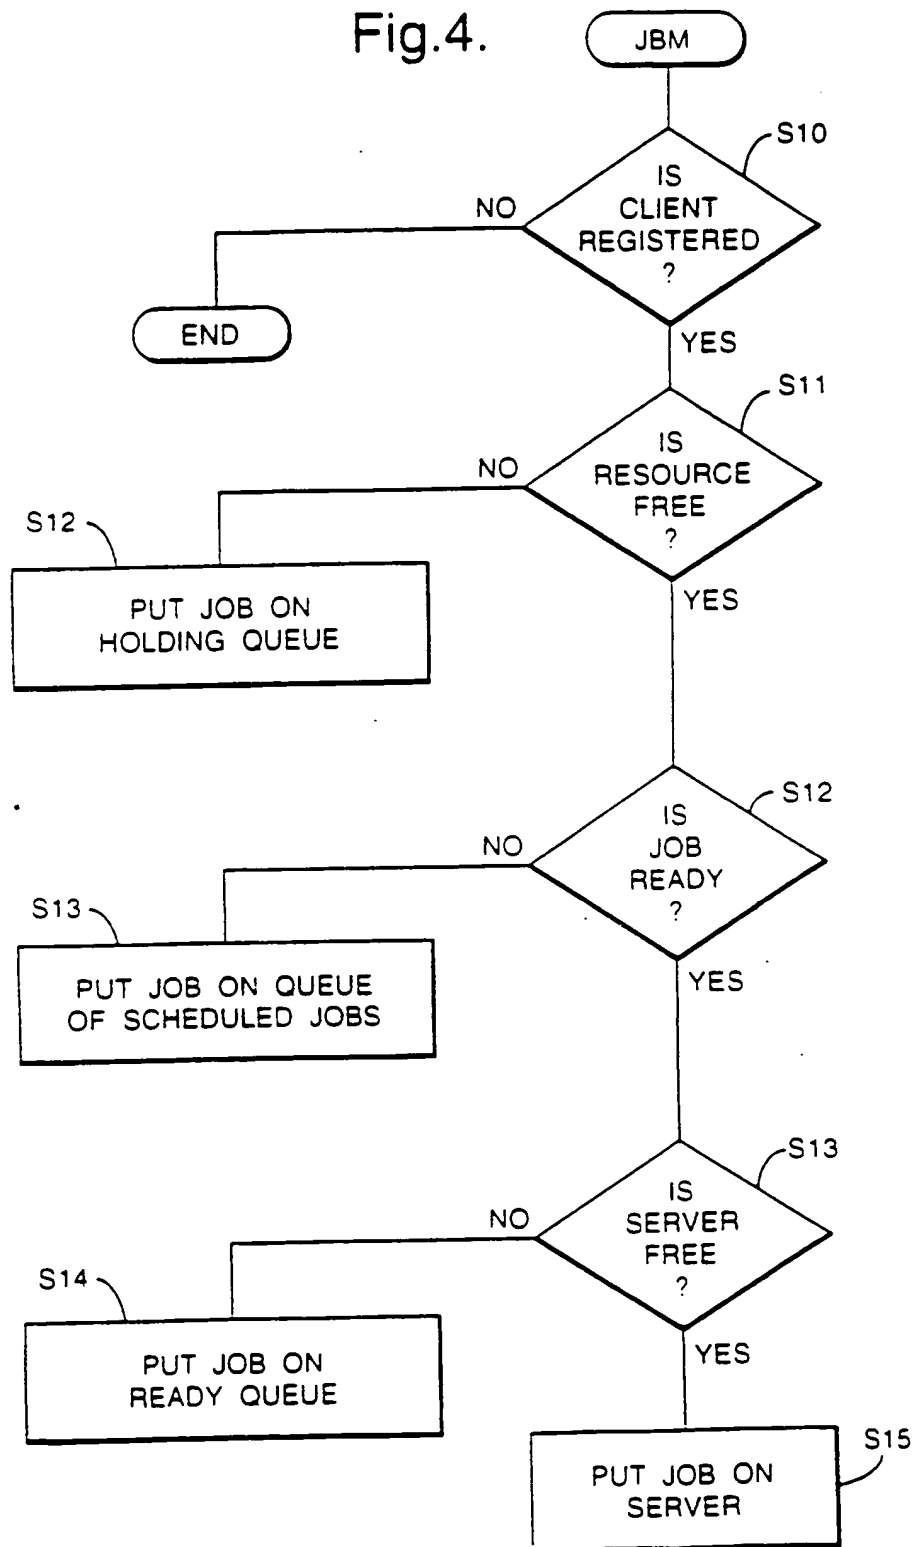 Fig.4.
JBM
S10
IS
CLIENT
REGISTERED
?
NO
END
YES
S11
IS
RESOURCE
FREE
?
NO
S12
PUT JOB ON
HOLDING QUEUE
YES
S12
IS
JOB
READY
?
NO
S13
PUT JOB ON QUEUE
OF SCHEDULED JOBS
YES
S13
IS
SERVER
FREE
?
NO
S14
PUT JOB ON
READY QUEUE
YES
S15
PUT JOB ON
SERVER